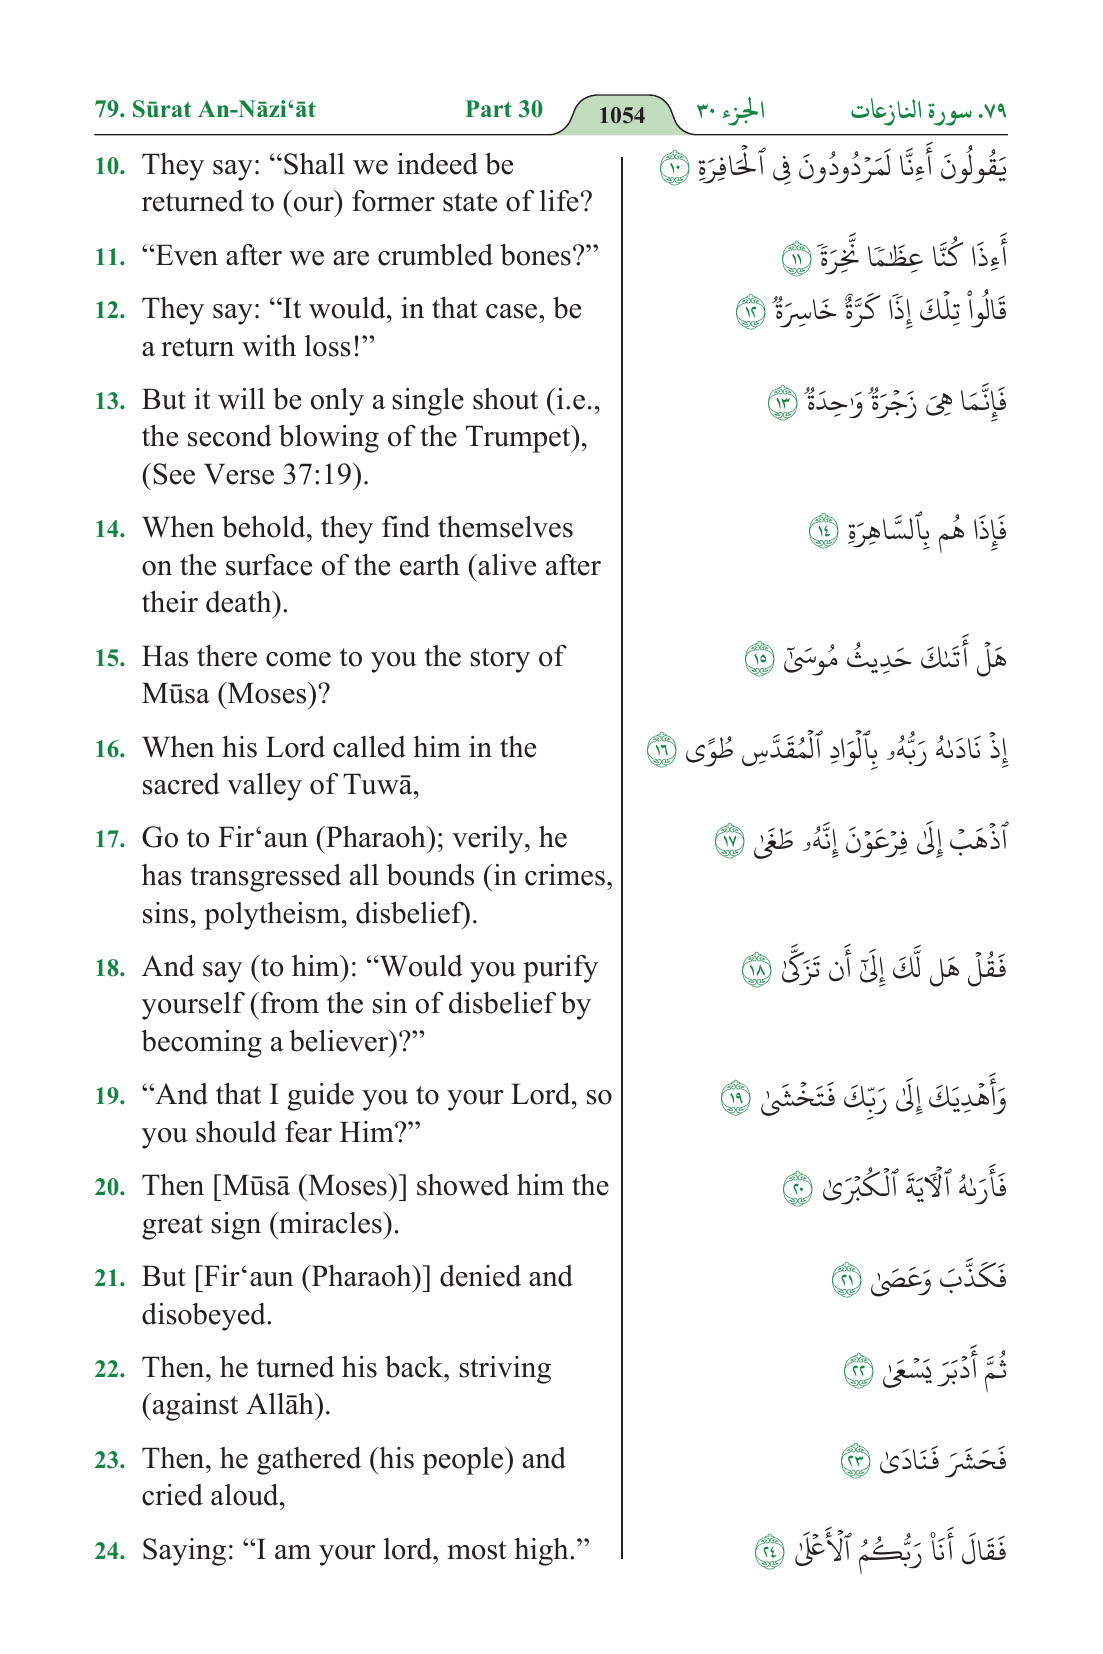 79. Sūrat An-Nāzi‘āt Part 30 1054 الجزء ٣٠ ٧٩. سورة النازعات
10. They say: “Shall we indeed be
returned to (our) former state of life?
يَقُولُونَ أَءِنَّا لَمَرْدُودُونَ فِى ٱلْحَافِرَةِ ١٠
11. “Even after we are crumbled bones?”
أَءِذَا كُنَّا عِظَٰمًا نَّخِرَةً ١١
12. They say: “It would, in that case, be
a return with loss!”
قَالُوا۟ تِلْكَ إِذًا كَرَّةٌ خَاسِرَةٌ ١٢
13. But it will be only a single shout (i.e.,
the second blowing of the Trumpet),
(See Verse 37:19).
فَإِنَّمَا هِىَ زَجْرَةٌ وَٰحِدَةٌ ١٣
14. When behold, they find themselves
on the surface of the earth (alive after
their death).
فَإِذَا هُم بِٱلسَّاهِرَةِ ١٤
15. Has there come to you the story of
Mūsa (Moses)?
هَلْ أَتَىٰكَ حَدِيثُ مُوسَىٰٓ ١٥
16. When his Lord called him in the
sacred valley of Tuwā,
إِذْ نَادَىٰهُ رَبُّهُۥ بِٱلْوَادِ ٱلْمُقَدَّسِ طُوًى ١٦
17. Go to Fir‘aun (Pharaoh); verily, he
has transgressed all bounds (in crimes,
sins, polytheism, disbelief).
ٱذْهَبْ إِلَىٰ فِرْعَوْنَ إِنَّهُۥ طَغَىٰ ١٧
18. And say (to him): “Would you purify
yourself (from the sin of disbelief by
becoming a believer)?”
فَقُلْ هَل لَّكَ إِلَىٰٓ أَن تَزَكَّىٰ ١٨
19. “And that I guide you to your Lord, so
you should fear Him?”
وَأَهْدِيَكَ إِلَىٰ رَبِّكَ فَتَخْشَىٰ ١٩
20. Then [Mūsā (Moses)] showed him the
great sign (miracles).
فَأَرَىٰهُ ٱلْـَٔايَةَ ٱلْكُبْرَىٰ ٢٠
21. But [Fir‘aun (Pharaoh)] denied and
disobeyed.
فَكَذَّبَ وَعَصَىٰ ٢١
22. Then, he turned his back, striving
(against Allāh).
ثُمَّ أَدْبَرَ يَسْعَىٰ ٢٢
23. Then, he gathered (his people) and
cried aloud,
فَحَشَرَ فَنَادَىٰ ٢٣
24. Saying: “I am your lord, most high.”
فَقَالَ أَنَا۠ رَبُّكُمُ ٱلْأَعْلَىٰ ٢٤